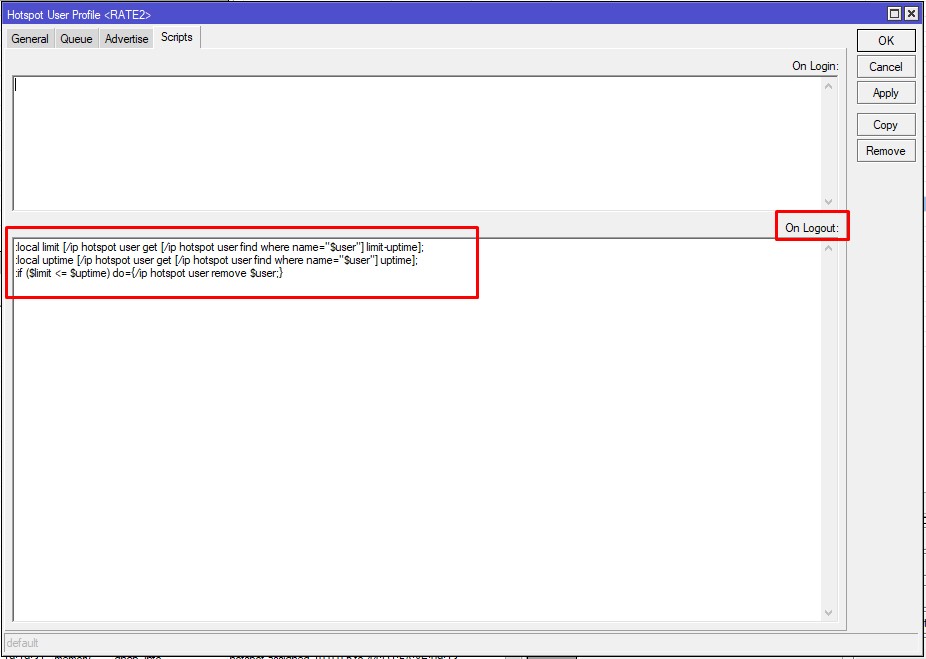 Hotspot User Profile <RATE2>
General Queue Advertise Scripts
OK
On Login:
Cancel
Apply
Copy
Remove
On Logout:
:local limit [/ip hotspot user get [/ip hotspot user find where name="$user"] limit-uptime];
:local uptime [/ip hotspot user get [/ip hotspot user find where name="$user"] uptime];
:if ($limit <= $uptime) do={/ip hotspot user remove $user;}
default